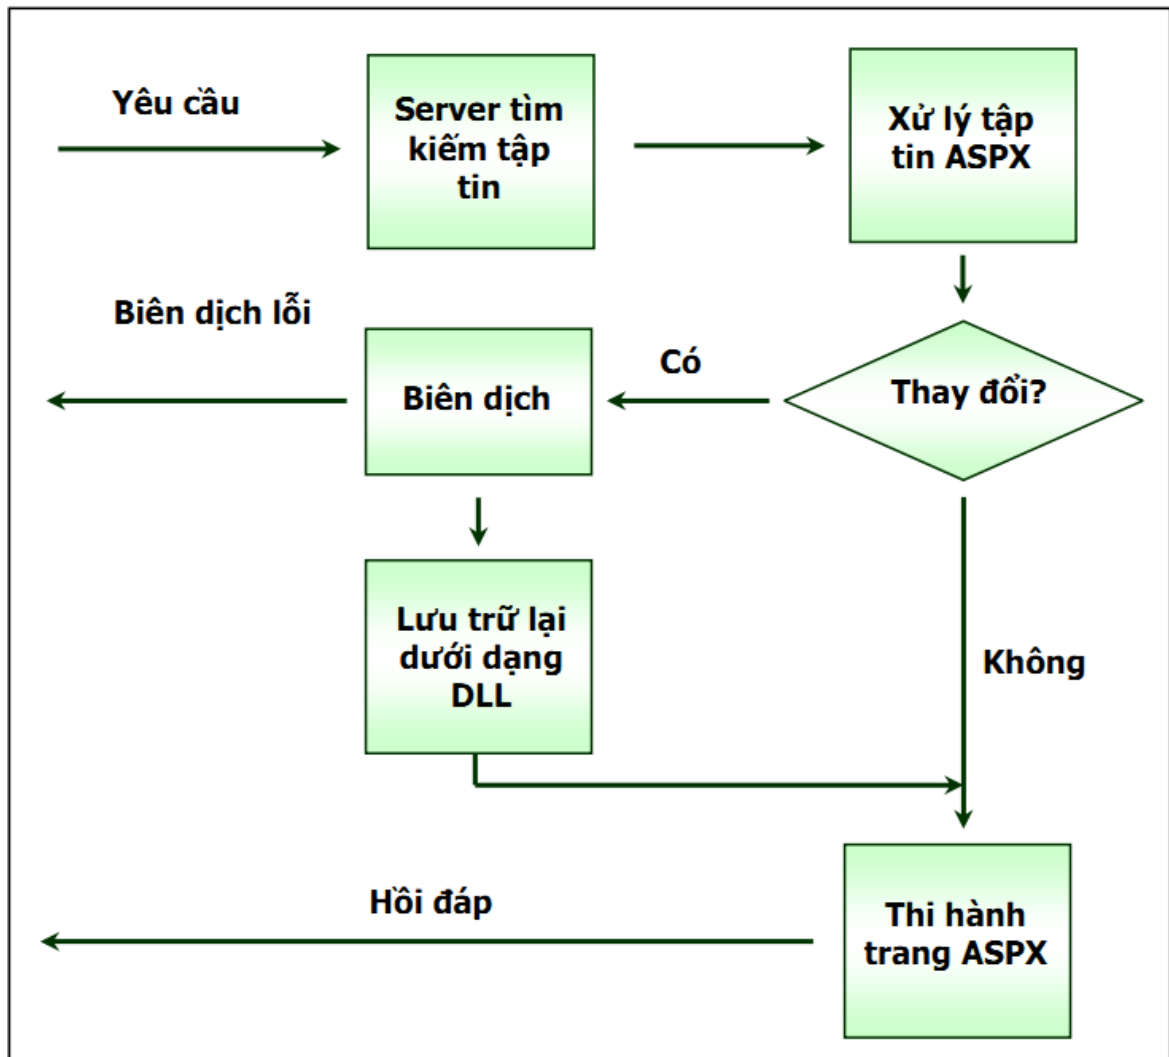 Yêu cầu
Server tìm
kiếm tập
tin
Xử lý tập
tin ASPX
Biên dịch lỗi
Biên dịch
Có
Thay đổi?
Lưu trữ lại
dưới dạng
DLL
Không
Hồi đáp
Thi hành
trang ASPX